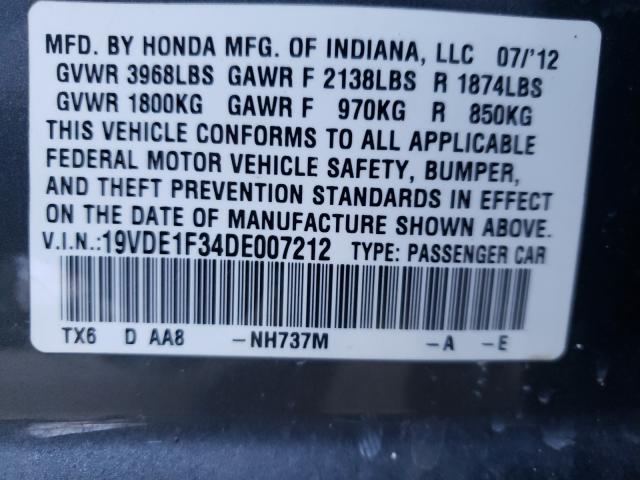 MFD. BY HONDA MFG. OF INDIANA, LLC 07/'12
GVWR 3968LBS GAWR F 2138LBS R 1874LBS
GVWR 1800KG GAWR F 970KG R 850KG
THIS VEHICLE CONFORMS TO ALL APPLICABLE
FEDERAL MOTOR VEHICLE SAFETY, BUMPER,
AND THEFT PREVENTION STANDARDS IN EFFECT
ON THE DATE OF MANUFACTURE SHOWN ABOVE.
V.I.N.:19VDE1F34DE007212 TYPE: PASSENGER CAR
TX6 D AA8 -NH737M -A -E